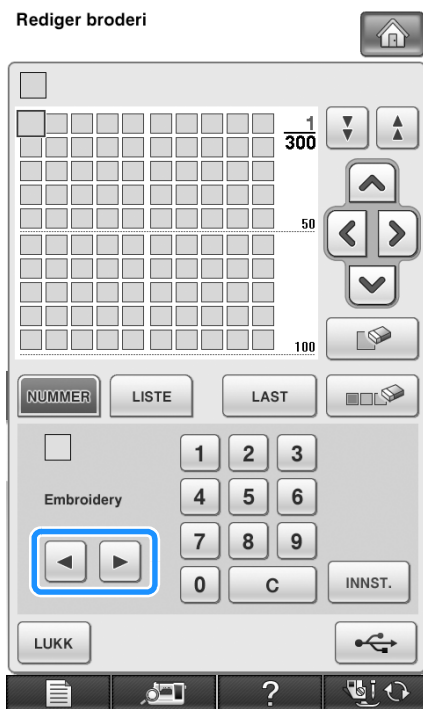 Rediger broderi
1
300
50
100
NUMMER LISTE LAST
1 2 3
Embroidery 4 5 6
7 8 9
0 C INNST.
LUKK
?